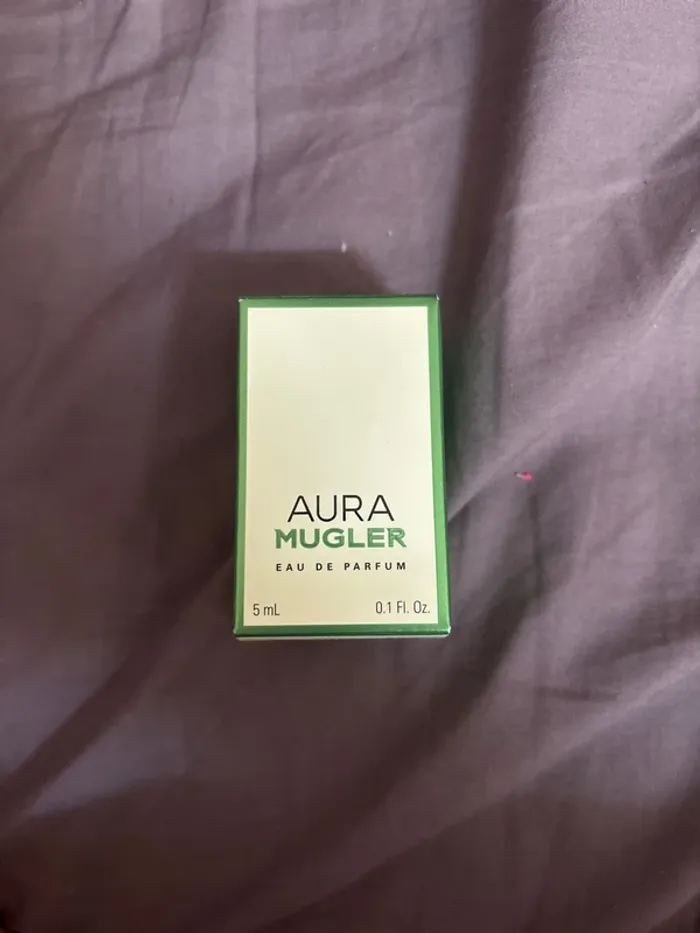 AURA
MUGLER
EAU DE PARFUM
5 mL 0.1 Fl. Oz.